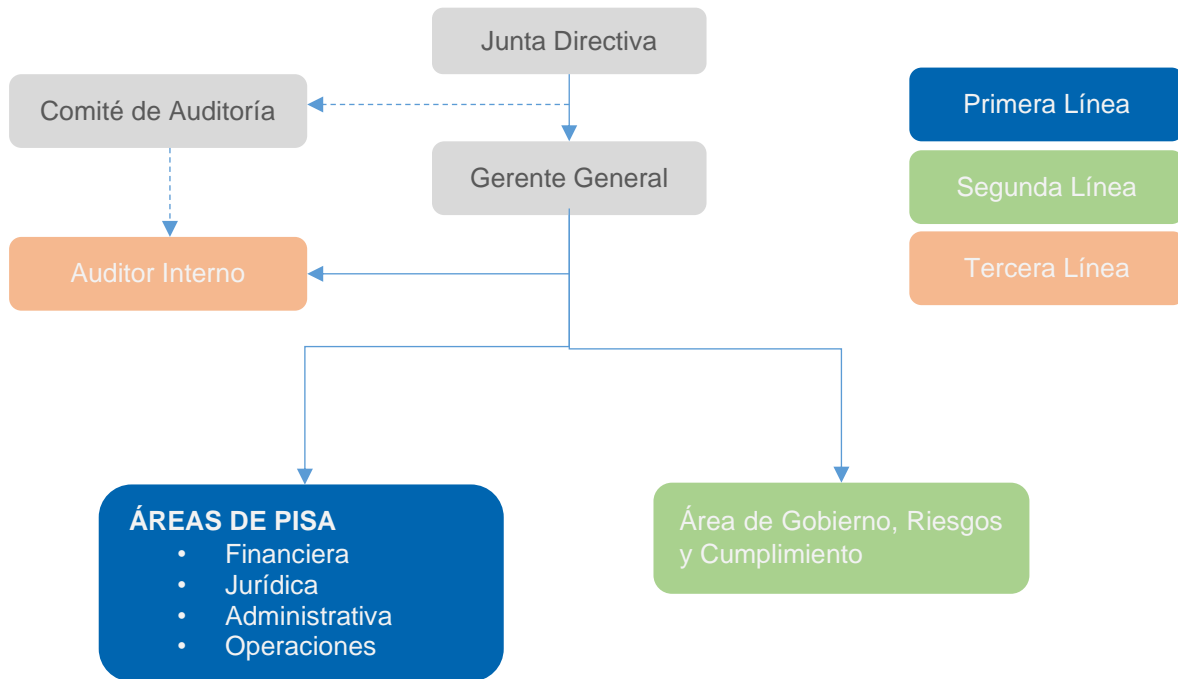 Junta Directiva
Comité de Auditoría
Primera Línea
Gerente General
Segunda Línea
Auditor Interno
Tercera Línea
ÁREAS DE PISA
• Financiera
• Jurídica
• Administrativa
• Operaciones
Área de Gobierno, Riesgos
y Cumplimiento